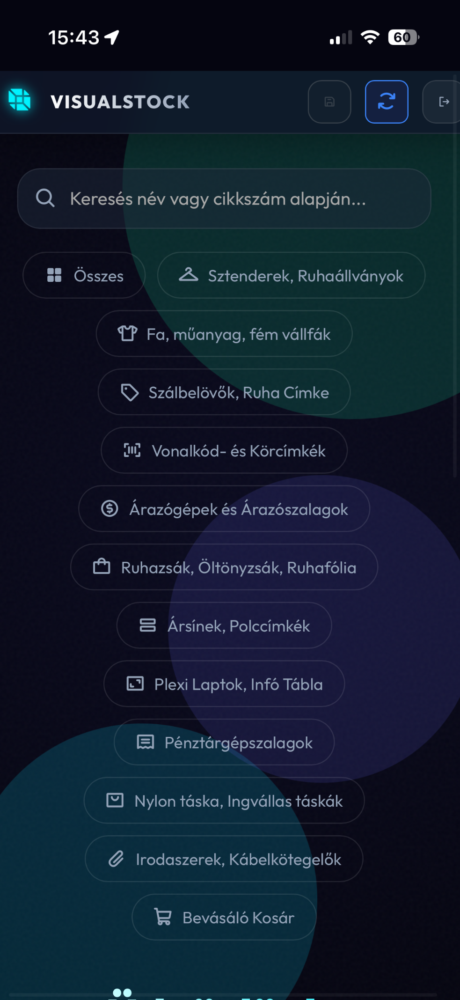 15:43
60
VISUALSTOCK
Keresés név vagy cikkszám alapján...
Összes
Sztenderek, Ruhaállványok
Fa, műanyag, fém vállfák
Szálbelövők, Ruha Címke
Vonalkód- és Körcímkék
Árazógépek és Árazószalagok
Ruhazsák, Öltönyzsák, Ruhafólia
Ársínek, Polccímkék
Plexi Laptok, Infó Tábla
Pénztárgépszalagok
Nylon táska, Ingvállas táskák
Irodaszerek, Kábelkötegelők
Bevásáló Kosár